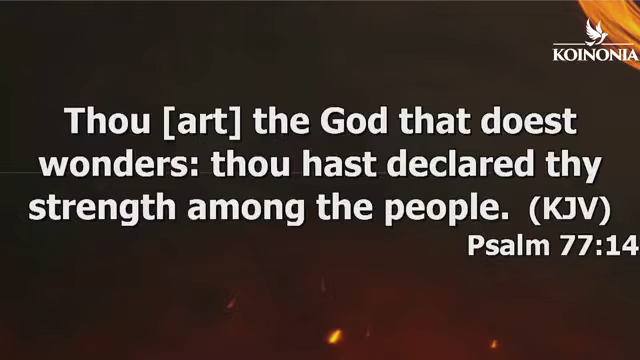 KOINONIA
Thou [art] the God that doest
wonders: thou hast declared thy
strength among the people. (KJV)
Psalm 77:14